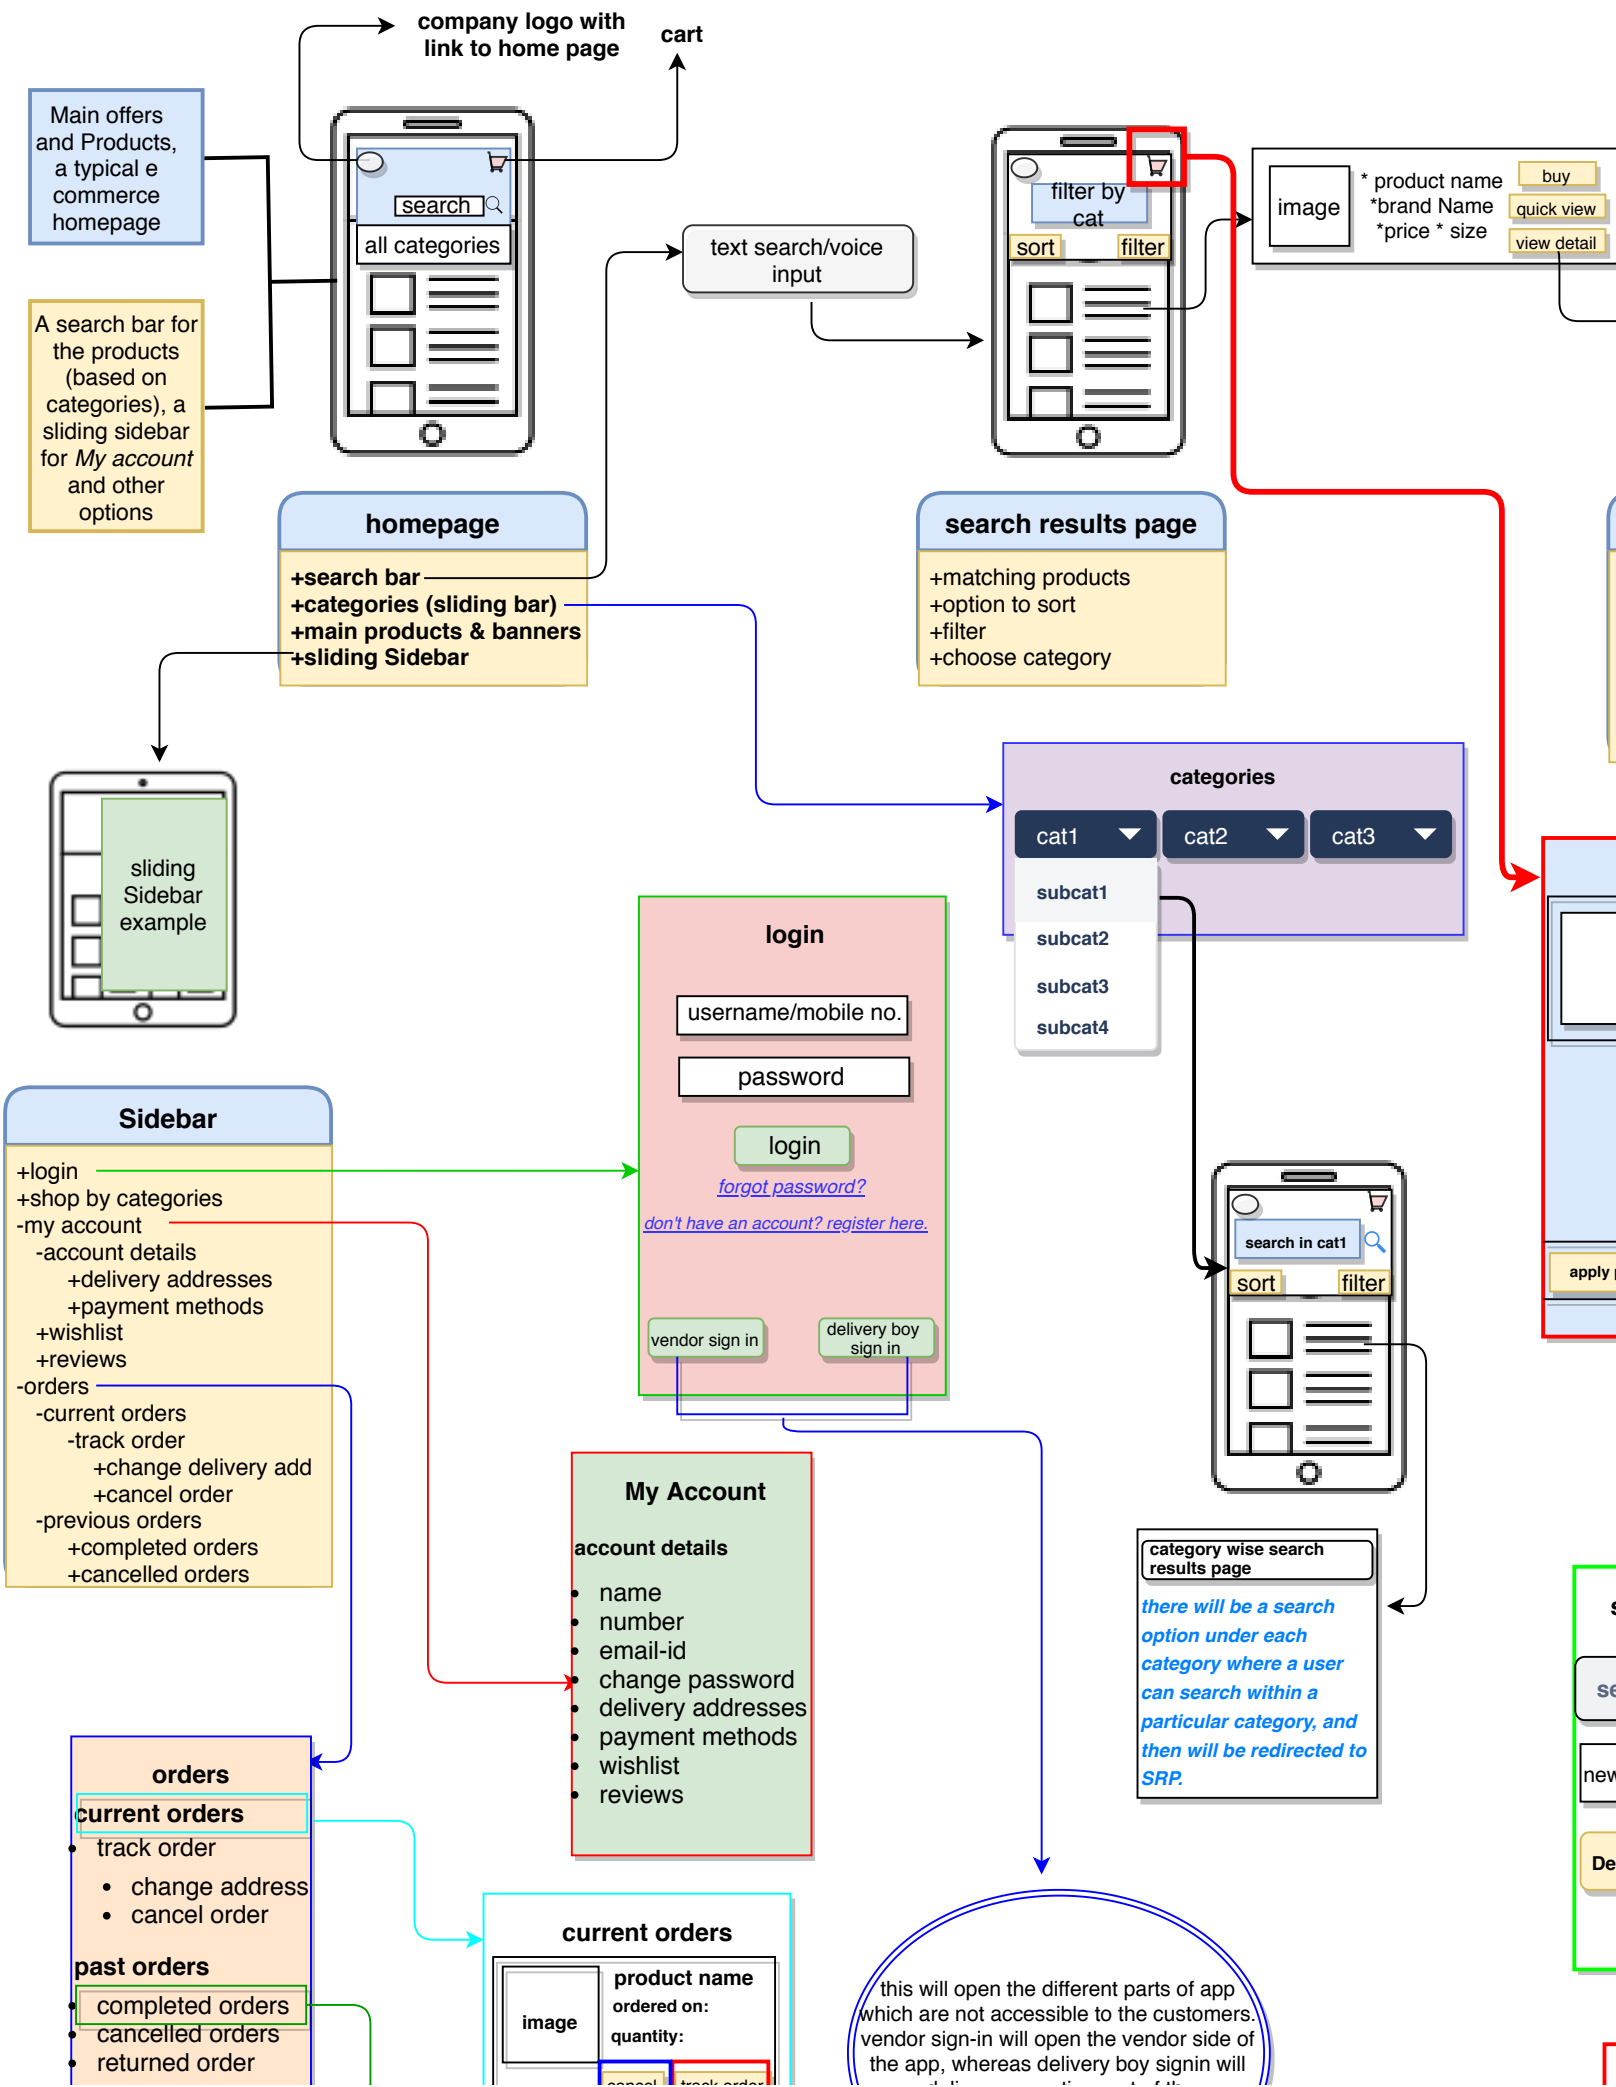 company logo with
link to home page
cart
Main offers
and Products,
a typical e
commerce
homepage
search
all categories
A search bar for
the products
(based on
categories), a
sliding sidebar
for My account
and other
options
text search/voice
input
filter by
cat
sort
filter
image
* product name
*brand Name
*price * size
buy
quick view
view detail
homepage
+search bar
+categories (sliding bar)
+main products & banners
+sliding Sidebar
search results page
+matching products
+option to sort
+filter
+choose category
sliding
Sidebar
example
categories
cat1
cat2
cat3
subcat1
subcat2
subcat3
subcat4
login
username/mobile no.
password
login
forgot password?
don't have an account? register here.
vendor sign in
delivery boy
sign in
Sidebar
+login
+shop by categories
-my account
-account details
+delivery addresses
+payment methods
+wishlist
+reviews
-orders
-current orders
-track order
+change delivery add
+cancel order
-previous orders
+completed orders
+cancelled orders
search in cat1
sort
filter
apply
My Account
account details
• name
• number
• email-id
• change password
• delivery addresses
• payment methods
• wishlist
• reviews
category wise search
results page
there will be a search
option under each
category where a user
can search within a
particular category, and
then will be redirected to
SRP.
new
De
orders
current orders
• track order
• change address
• cancel order
past orders
• completed orders
• cancelled orders
• returned order
current orders
image
product name
ordered on:
quantity:
cancel
track order
this will open the different parts of app
which are not accessible to the customers.
vendor sign-in will open the vendor side of
the app, whereas delivery boy signin will